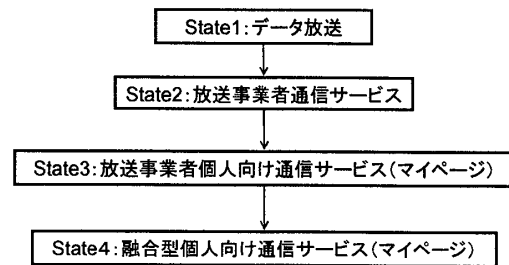 State1:データ放送
State2:放送事業者通信サービス
State3:放送事業者個人向け通信サービス(マイページ)
State4:融合型個人向け通信サービス(マイページ)